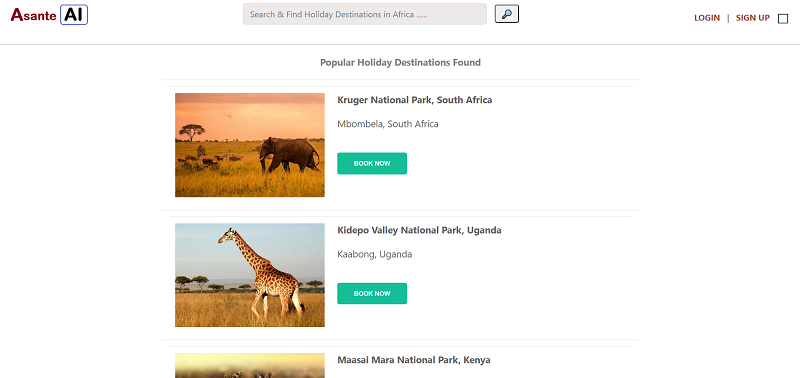 Asante AI
Search & Find Holiday Destinations in Africa .....
LOGIN | SIGN UP
Popular Holiday Destinations Found
Kruger National Park, South Africa
Mbombela, South Africa
BOOK NOW
Kidepo Valley National Park, Uganda
Kaabong, Uganda
BOOK NOW
Maasai Mara National Park, Kenya